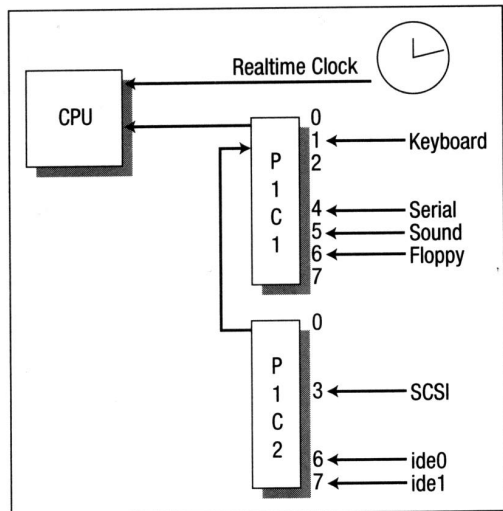 Realtime Clock
CPU
P
1
C
1
0
1 Keyboard
2
4 Serial
5 Sound
6 Floppy
7
P
1
C
2
0
3 SCSI
6 ide0
7 ide1